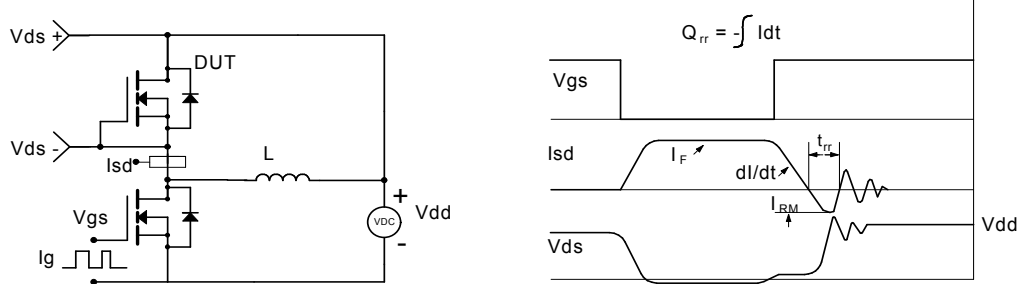 Vds +
DUT
Vds -
Isd
L
Vgs
Ig
VDC
+
-
Vdd
Q rr = - ∫ Idt
Vgs
Isd
I F
dI/dt
t rr
I RM
Vdd
Vds